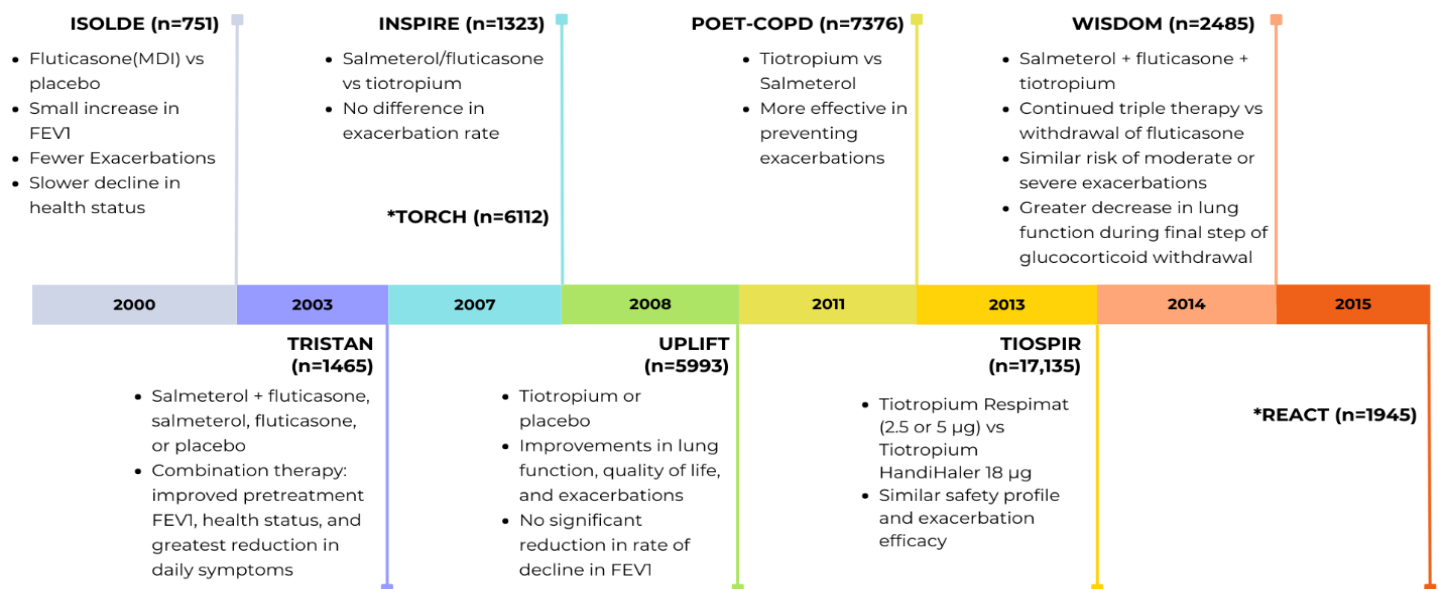 ISOLDE (n=751)
• Fluticasone(MDI) vs
placebo
• Small increase in
FEV1
• Fewer Exacerbations
• Slower decline in
health status
INSPIRE (n=1323)
• Salmeterol/fluticasone
vs tiotropium
• No difference in
exacerbation rate
*TORCH (n=6112)
POET-COPD (n=7376)
• Tiotropium vs
Salmeterol
• More effective in
preventing
exacerbations
WISDOM (n=2485)
• Salmeterol + fluticasone +
tiotropium
• Continued triple therapy vs
withdrawal of fluticasone
• Similar risk of moderate or
severe exacerbations
• Greater decrease in lung
function during final step of
glucocorticoid withdrawal
2000
2003
2007
2008
2011
2013
2014
2015
TRISTAN
(n=1465)
• Salmeterol + fluticasone,
salmeterol, fluticasone,
or placebo
• Combination therapy:
improved pretreatment
FEV1, health status, and
greatest reduction in
daily symptoms
UPLIFT
(n=5993)
• Tiotropium or
placebo
• Improvements in lung
function, quality of life,
and exacerbations
• No significant
reduction in rate of
decline in FEV1
TIOSPIR
(n=17,135)
• Tiotropium Respimat
(2.5 or 5 µg) vs
Tiotropium
HandiHaler 18 µg
• Similar safety profile
and exacerbation
efficacy
*REACT (n=1945)